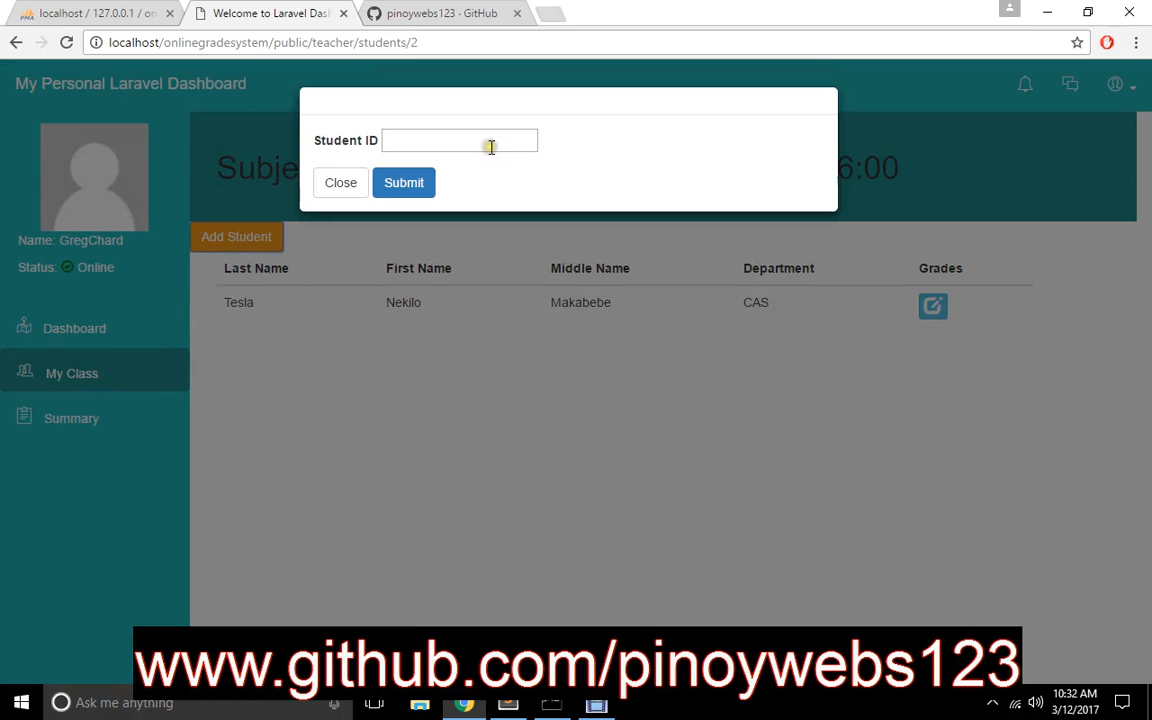 localhost / 127.0.0.1 / on
Welcome to Laravel Dash
pinoywebs123 · GitHub
localhost/onlinegradesystem/public/teacher/students/2
My Personal Laravel Dashboard
Student ID
Close
Submit
Subje
6:00
Name: GregChard
Status: Online
Add Student
Last Name First Name Middle Name Department Grades
Tesla Nekilo Makabebe CAS
Dashboard
My Class
Summary
www.github.com/pinoywebs123
Ask me anything
10:32 AM
3/12/2017